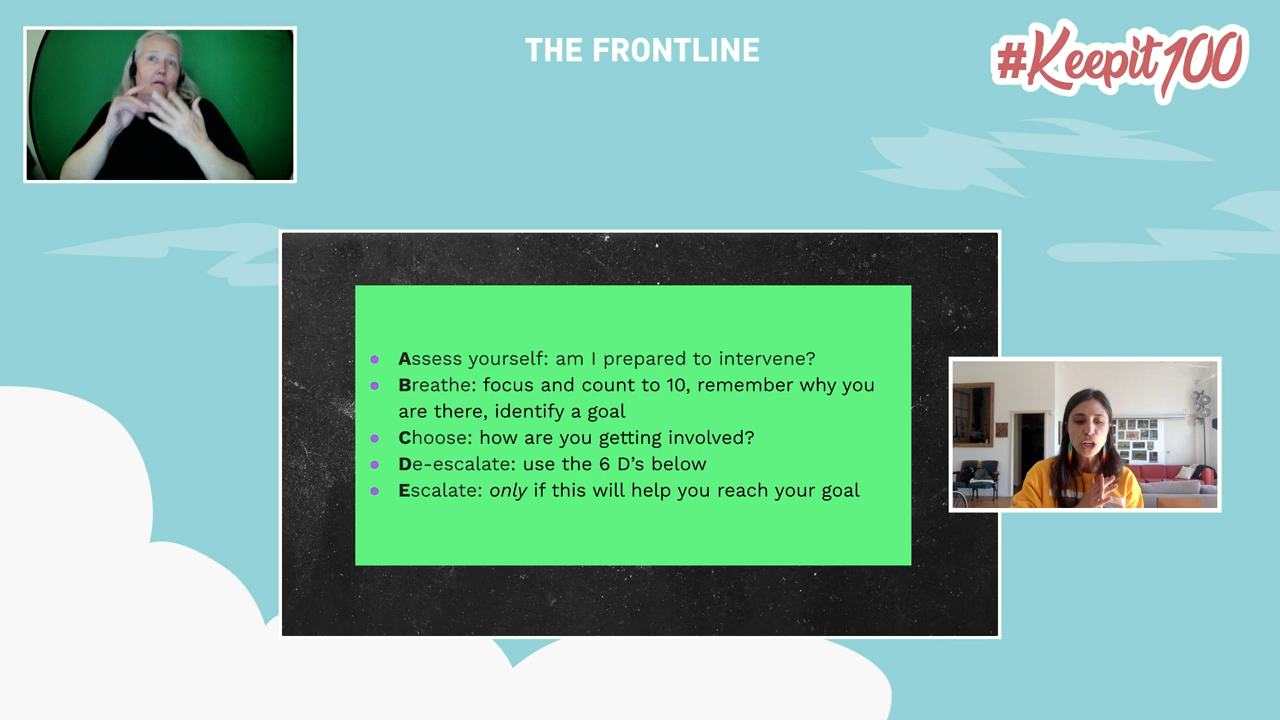 THE FRONTLINE
#Keepit100
Assess yourself: am I prepared to intervene?
Breathe: focus and count to 10, remember why you
are there, identify a goal
Choose: how are you getting involved?
De-escalate: use the 6 D's below
Escalate: only if this will help you reach your goal